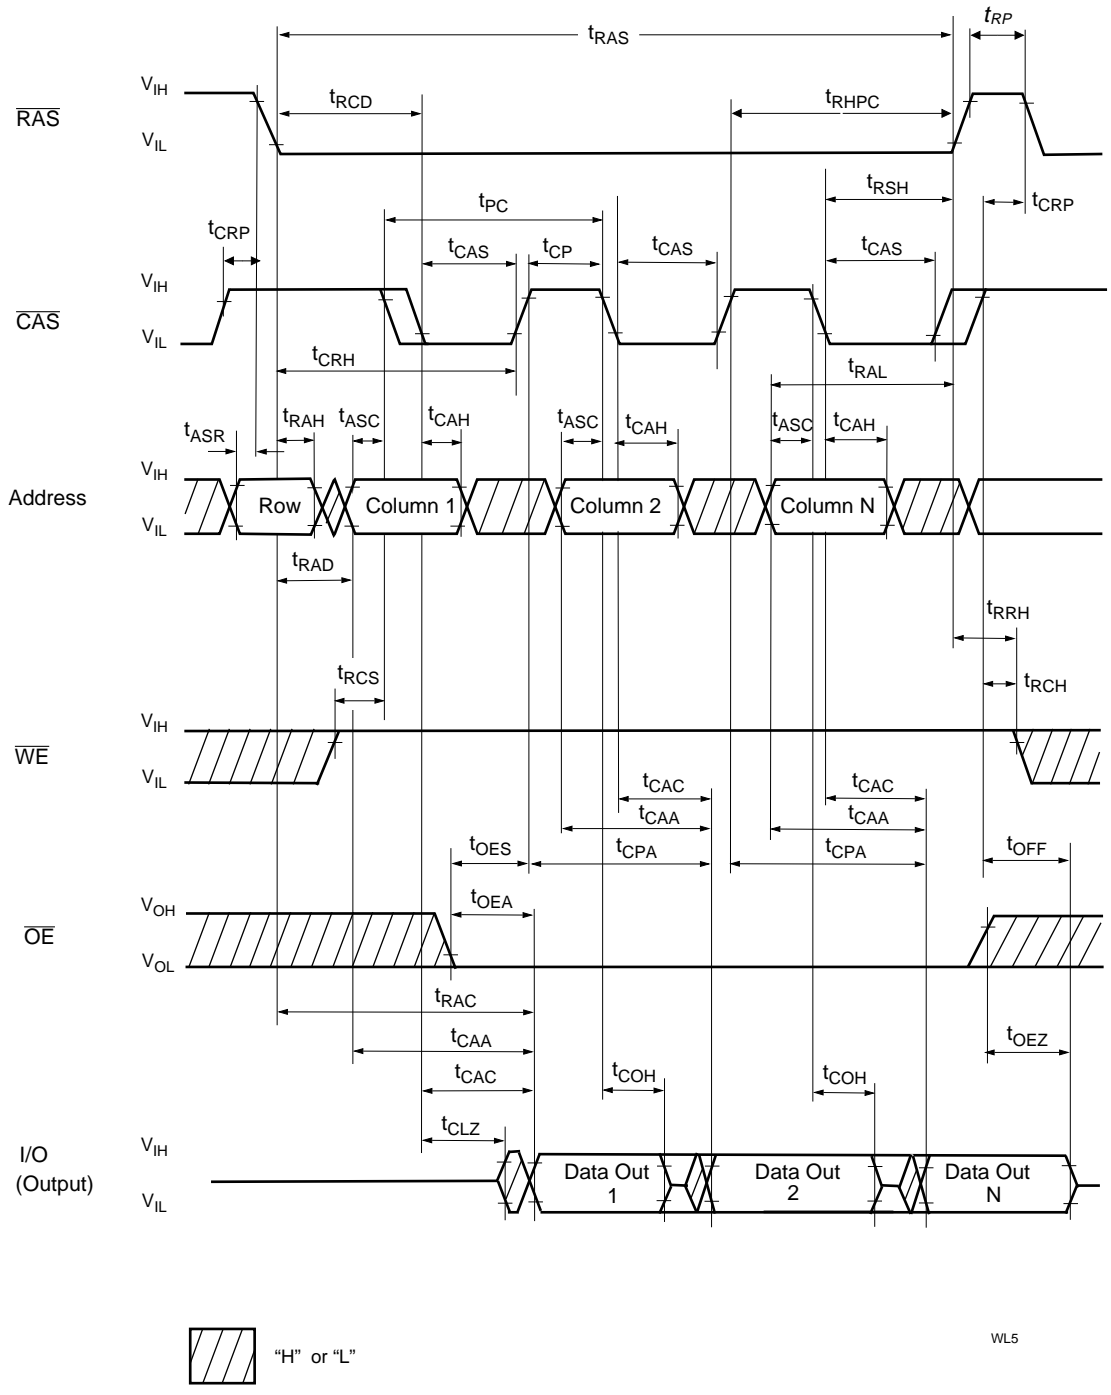 tRAS
tRP
RAS
VIH
VIL
tRCD
tRHPC
tRSH
tPC
tCRP
tCRP
tCAS
tCP
tCAS
tCAS
CAS
VIH
VIL
tCRH
tRAL
tASR
tRAH
tASC
tCAH
tASC
tCAH
tASC
tCAH
Address
VIH
VIL
Row
Column 1
Column 2
Column N
tRAD
tRRH
tRCS
tRCH
WE
VIH
VIL
tCAC
tCAC
tCAA
tCAA
tOES
tCPA
tCPA
tOFF
tOEA
OE
VOH
VOL
tRAC
tCAA
tOEZ
tCAC
tCOH
tCOH
tCLZ
I/O
(Output)
VIH
VIL
Data Out
1
Data Out
2
Data Out
N
WL5
“H” or “L”